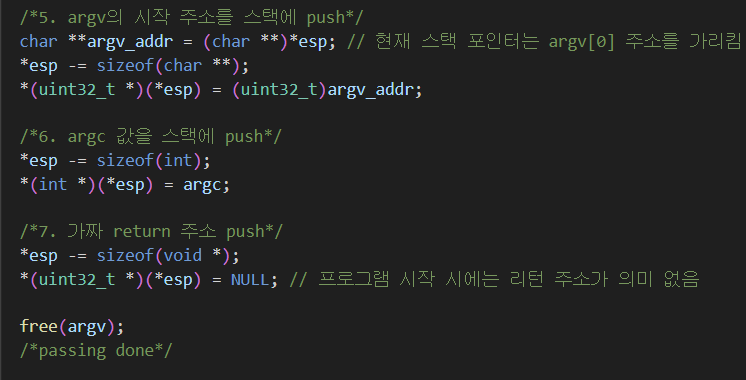 /*5. argv의 시작 주소를 스택에 push*/
char **argv_addr = (char **)*esp; // 현재 스택 포인터는 argv[0] 주소를 가리킴
*esp -= sizeof(char **);
*(uint32_t *)(*esp) = (uint32_t)argv_addr;
/*6. argc 값을 스택에 push*/
*esp -= sizeof(int);
*(int *)(*esp) = argc;
/*7. 가짜 return 주소 push*/
*esp -= sizeof(void *);
*(uint32_t *)(*esp) = NULL; // 프로그램 시작 시에는 리턴 주소가 의미 없음
free(argv);
/*passing done*/